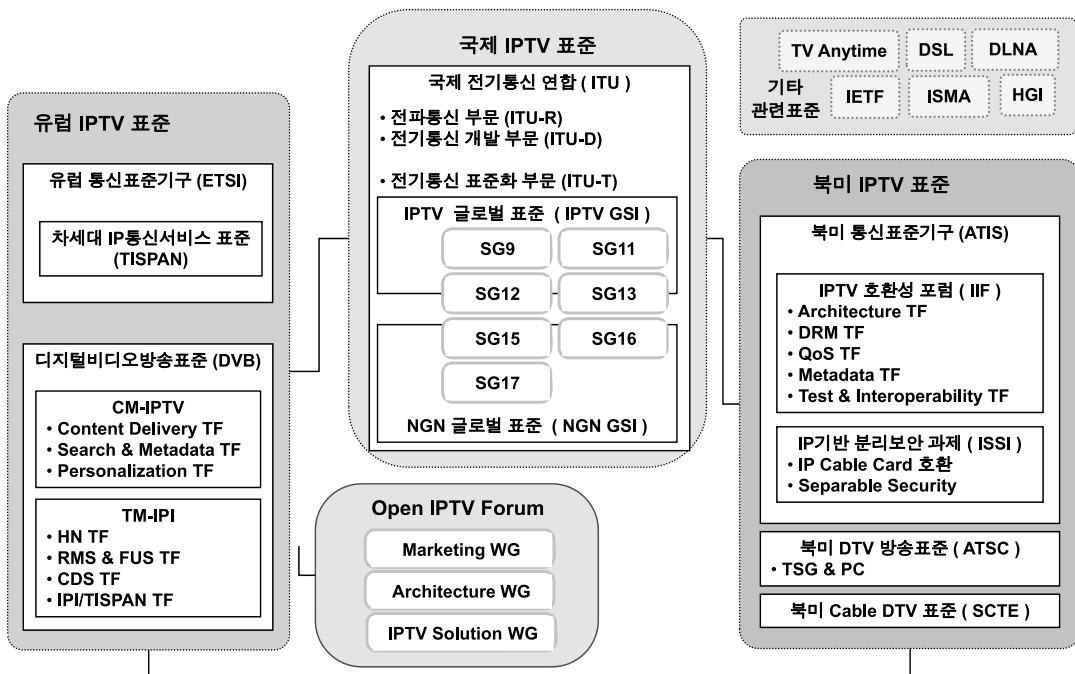 국제 IPTV 표준
국제 전기통신 연합 ( ITU )
• 전파통신 부문 (ITU-R)
• 전기통신 개발 부문 (ITU-D)
• 전기통신 표준화 부문 (ITU-T)
IPTV 글로벌 표준 ( IPTV GSI )
SG9
SG11
SG12
SG13
SG15
SG16
SG17
NGN 글로벌 표준 ( NGN GSI )
TV Anytime
DSL
DLNA
기타
관련표준
IETF
ISMA
HGI
유럽 IPTV 표준
유럽 통신표준기구 (ETSI)
차세대 IP통신서비스 표준
(TISPAN)
디지털비디오방송표준 (DVB)
CM-IPTV
• Content Delivery TF
• Search & Metadata TF
• Personalization TF
TM-IPI
• HN TF
• RMS & FUS TF
• CDS TF
• IPI/TISPAN TF
Open IPTV Forum
Marketing WG
Architecture WG
IPTV Solution WG
북미 IPTV 표준
북미 통신표준기구 (ATIS)
IPTV 호환성 포럼 ( IIF )
• Architecture TF
• DRM TF
• QoS TF
• Metadata TF
• Test & Interoperability TF
IP기반 분리보안 과제 ( ISSI )
• IP Cable Card 호환
• Separable Security
북미 DTV 방송표준 ( ATSC )
• TSG & PC
북미 Cable DTV 표준 ( SCTE )